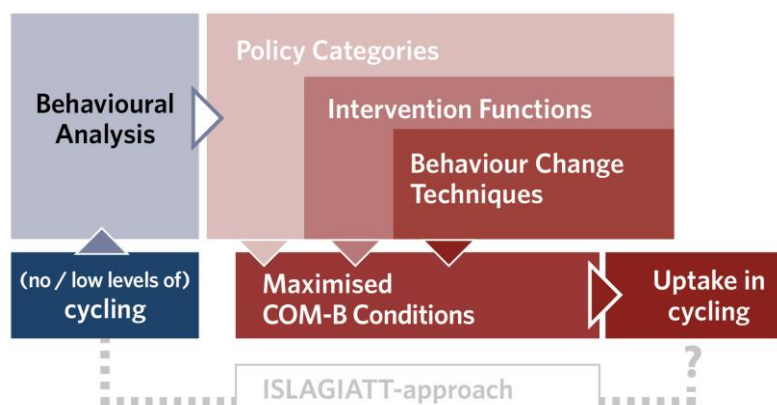 Policy Categories
Behavioural
Analysis
Intervention Functions
Behaviour Change
Techniques
(no / low levels of)
cycling
Maximised
COM-B Conditions
Uptake in
cycling
?
ISLAGIATT-approach